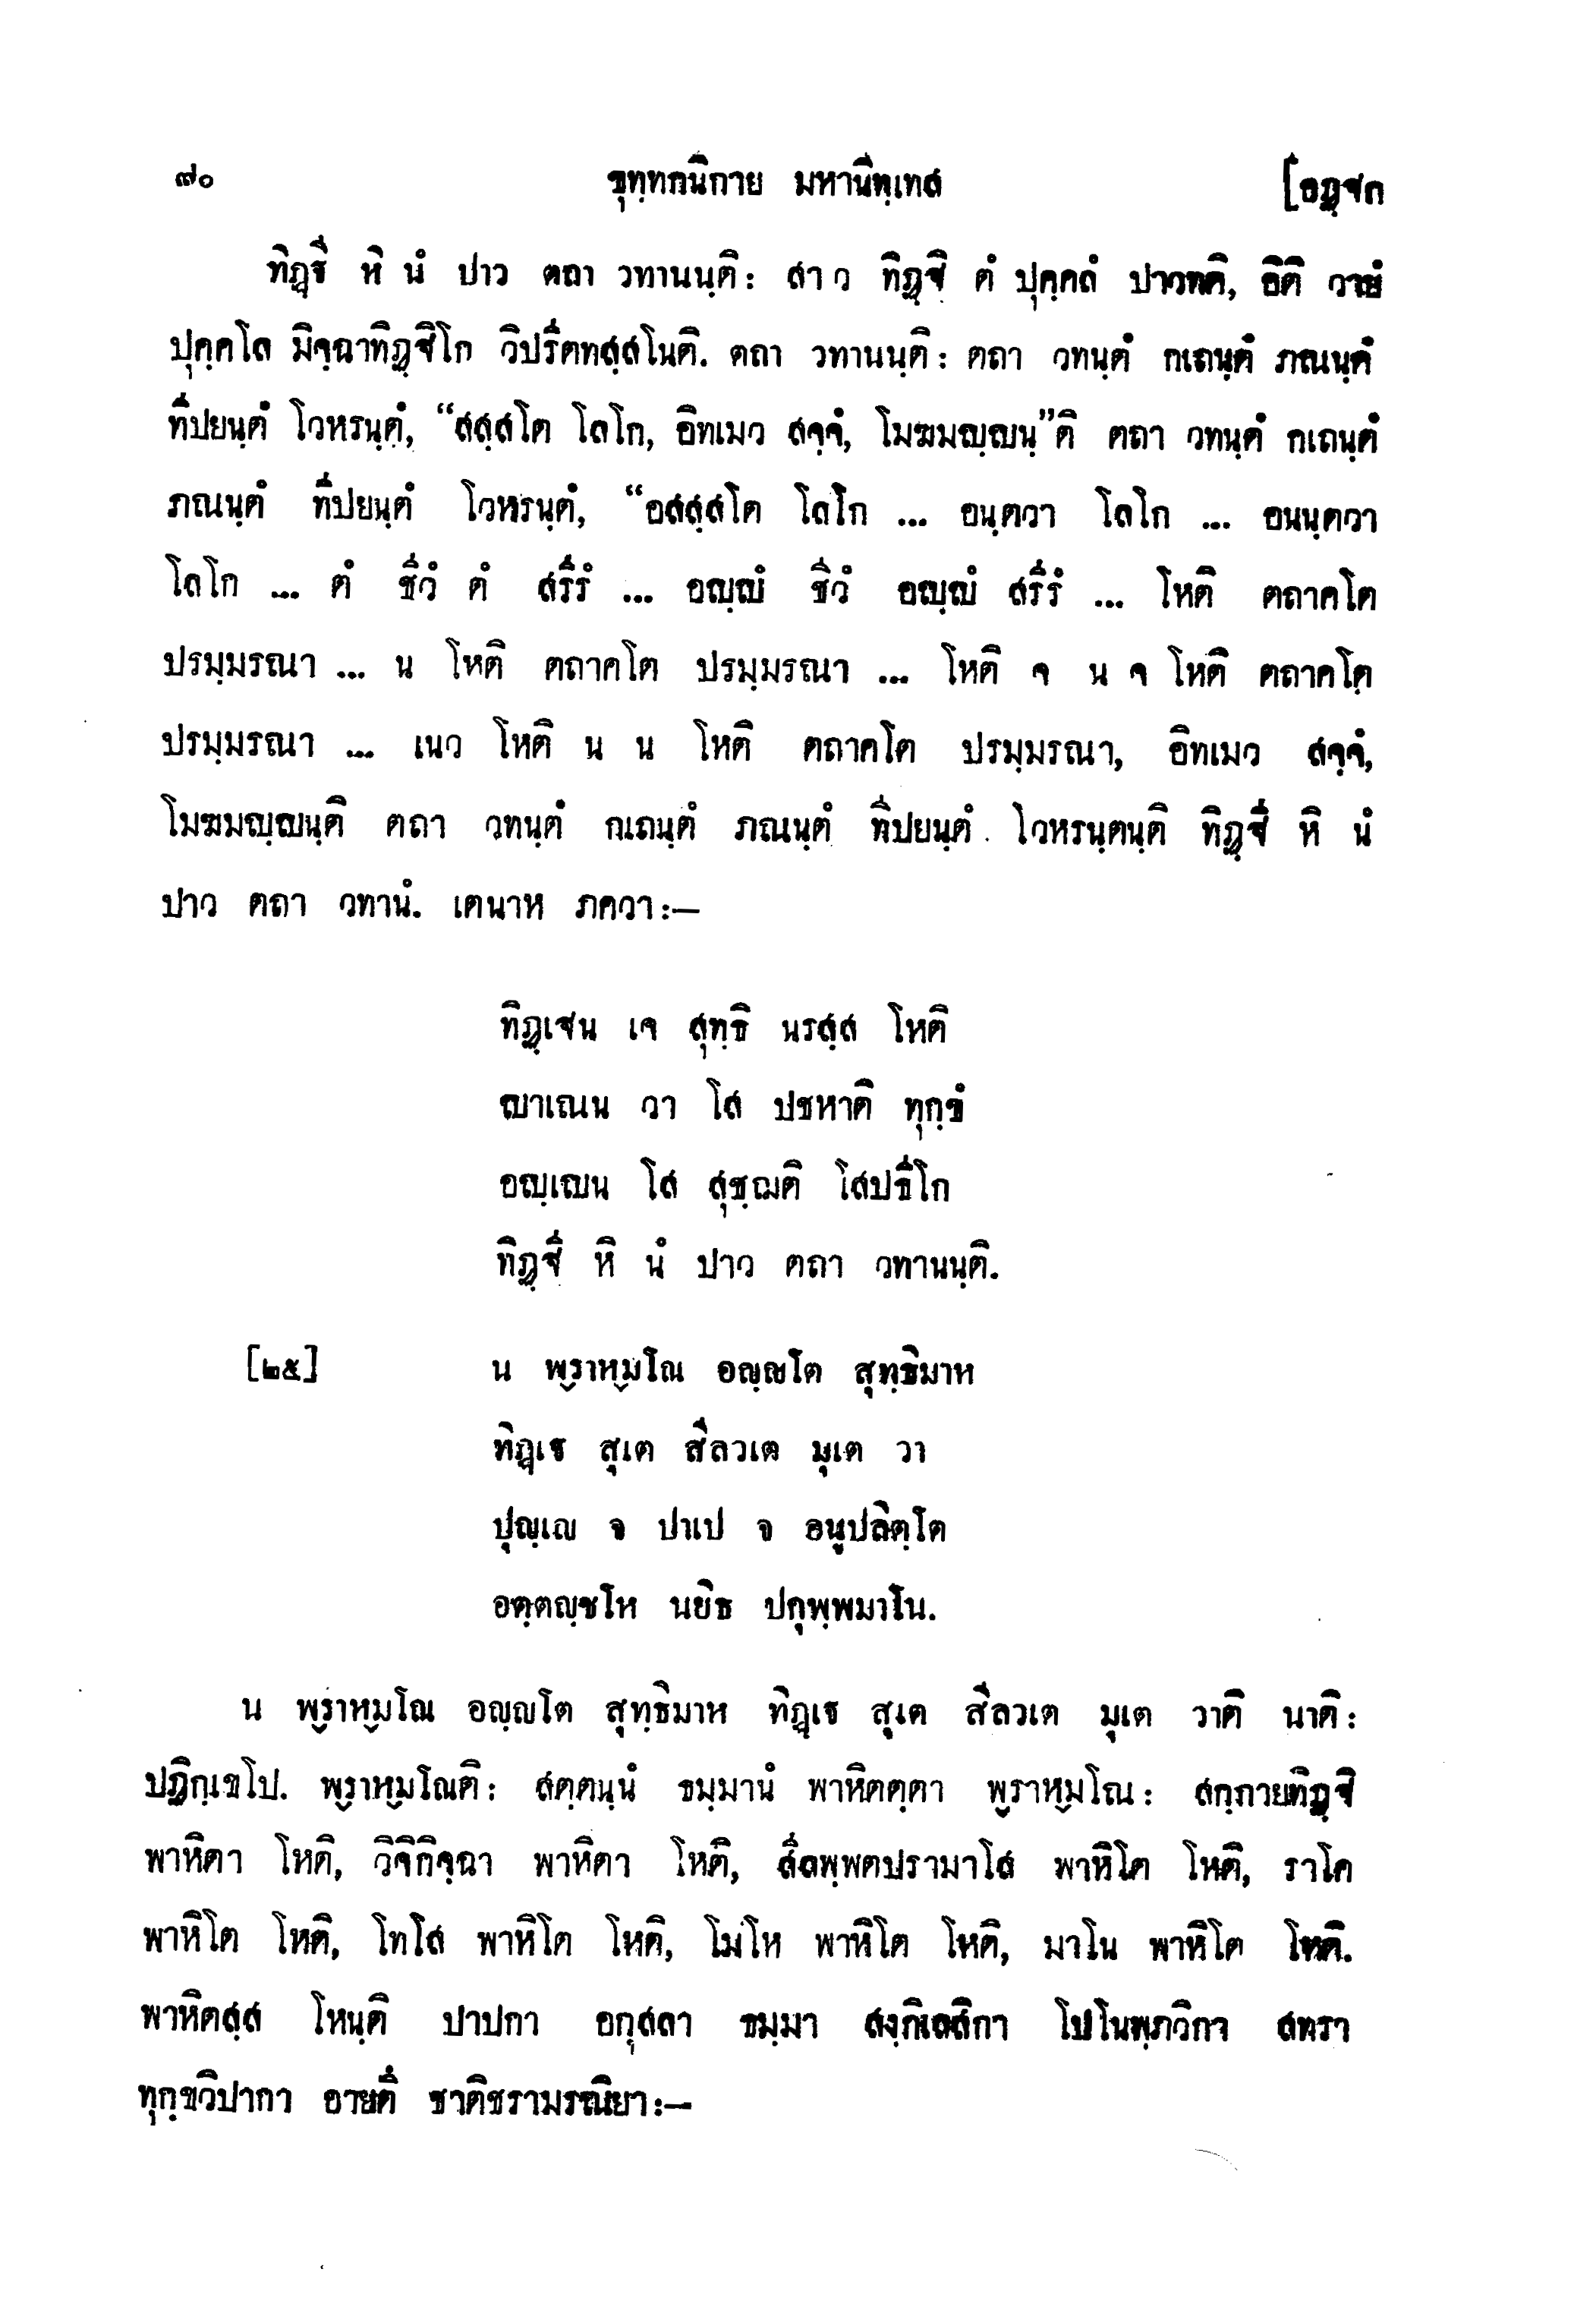 ๗๐ ขุทฺทกนิกาย มหานิทฺเทส [อฏฺฐก
ทิฏฺฐี หิ นํ ปาว ตถา วทานนฺติ: สา ว ทิฏฺฐิ ตํ ปุคฺคลํ ปาวทติ, อิติ วายํ
ปุคฺคโล มิจฺฉาทิฏฺฐิโก วิปรีตทสฺสโนติ. ตถา วทานนฺติ: ตถา วทนฺตํ กเถนฺตํ ภณนฺตํ
ทีปยนฺตํ โวหรนฺตํ, “สสฺสโต โลโก, อิทเมว สจฺจํ, โมฆมญฺญนฺ”ติ ตถา วทนฺตํ กเถนฺตํ
ภณนฺตํ ทีปยนฺตํ โวหรนฺตํ, “อสสฺสโต โลโก ... อนฺตวา โลโก ... อนนฺตวา
โลโก ... ตํ ชีวํ ตํ สรีรํ ... อญฺญํ ชีวํ อญฺญํ สรีรํ ... โหติ ตถาคโต
ปรมฺมรณา ... น โหติ ตถาคโต ปรมฺมรณา ... โหติ จ น จ โหติ ตถาคโต
ปรมฺมรณา ... เนว โหติ น น โหติ ตถาคโต ปรมฺมรณา, อิทเมว สจฺจํ,
โมฆมญฺญนฺติ ตถา วทนฺตํ กเถนฺตํ ภณนฺตํ ทีปยนฺตํ โวหรนฺตนฺติ ทิฏฺฐี หิ นํ
ปาว ตถา วทานํ. เตนาห ภควา:—
ทิฏฺเฐน เจ สุทฺธิ นรสฺส โหติ
ญาเณน วา โส ปชหาติ ทุกฺขํ
อญฺเญน โส สุชฺฌติ โสปธีโก
ทิฏฺฐี หิ นํ ปาว ตถา วทานนฺติ.
[๒๕] น พฺราหฺมโณ อญฺญโต สุทฺธิมาห
ทิฏฺเฐ สุเต สีลวเต มุเต วา
ปุญฺเญ จ ปาเป จ อนูปลิตฺโต
อตฺตญฺชโห นยิธ ปกุพฺพมาโน.
น พฺราหฺมโณ อญฺญโต สุทฺธิมาห ทิฏฺเฐ สุเต สีลวเต มุเต วาติ นาติ:
ปฏิกฺเขโป. พฺราหฺมโณติ: สตฺตนฺนํ ธมฺมานํ พาหิตตฺตา พฺราหฺมโณ: สกฺกายทิฏฺฐิ
พาหิตา โหติ, วิจิกิจฺฉา พาหิตา โหติ, สีลพฺพตปรามาโส พาหิโต โหติ, ราโค
พาหิโต โหติ, โทโส พาหิโต โหติ, โมโห พาหิโต โหติ, มาโน พาหิโต โหติ.
พาหิตสฺส โหนฺติ ปาปกา อกุสลา ธมฺมา สงฺกิเลสิกา โปโนพฺภวิกา สทรา
ทุกฺขวิปากา อายตึ ชาติชรามรณิยา:—